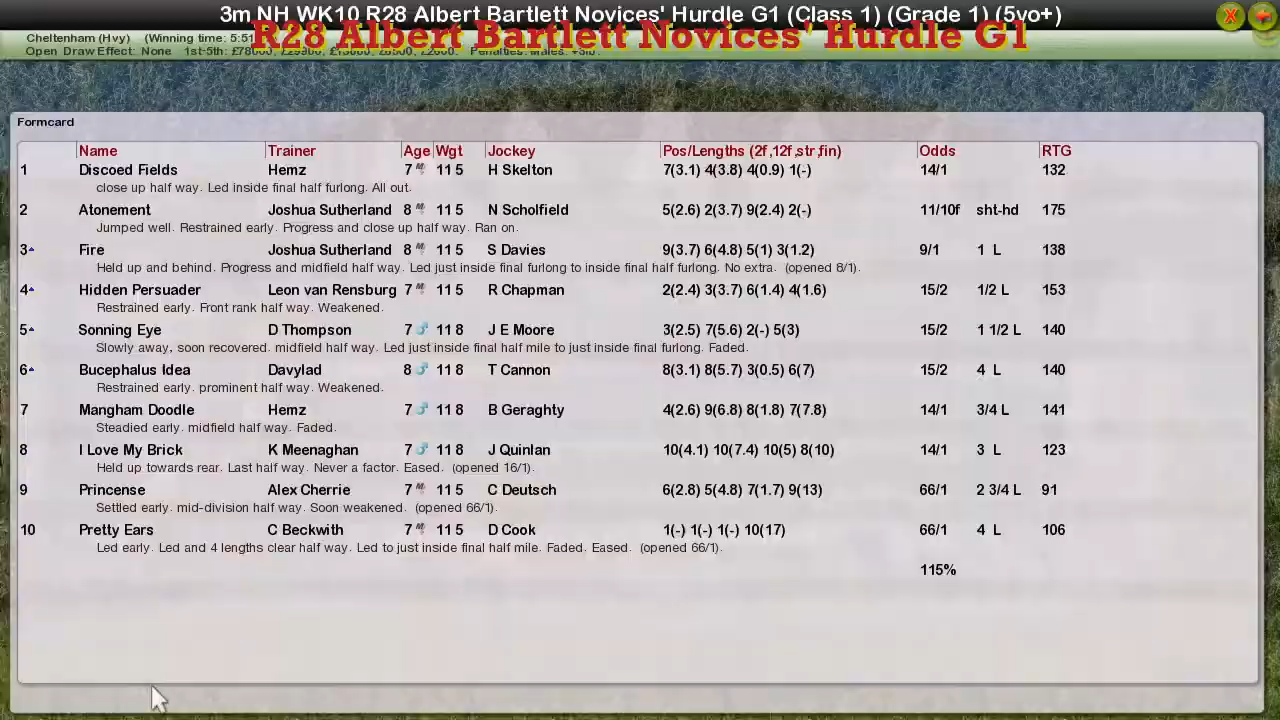 3m NH WK10 R28 Albert Bartlett Novices' Hurdle G1 (Class 1) (Grade 1) (5yo+)
R28 Albert Bartlett Novices' Hurdle G1
Cheltenham (Hvy) (Winning time: 5:51
Open Draw Effect: None 1st-5th: £78000,
Formcard
Name Trainer Age Wgt Jockey Pos/Lengths (2f,12f,str,fin) Odds RTG
1 Discoed Fields Hemz 7 11 5 H Skelton 7(3.1) 4(3.8) 4(0.9) 1(-) 14/1 132
close up half way. Led inside final half furlong. All out.
2 Atonement Joshua Sutherland 8 11 5 N Scholfield 5(2.6) 2(3.7) 9(2.4) 2(-) 11/10f sht-hd 175
Jumped well. Restrained early. Progress and close up half way. Ran on.
3 Fire Joshua Sutherland 8 11 5 S Davies 9(3.7) 6(4.8) 5(1) 3(1.2) 9/1 1 L 138
Held up and behind. Progress and midfield half way. Led just inside final furlong to inside final half furlong. No extra. (opened 8/1).
4 Hidden Persuader Leon van Rensburg 7 11 5 R Chapman 2(2.4) 3(3.7) 6(1.4) 4(1.6) 15/2 1/2 L 153
Restrained early. Front rank half way. Weakened.
5 Sonning Eye D Thompson 7 11 8 J E Moore 3(2.5) 7(5.6) 2(-) 5(3) 15/2 1 1/2 L 140
Slowly away, soon recovered. midfield half way. Led just inside final half mile to just inside final furlong. Faded.
6 Bucephalus Idea Davylad 8 11 8 T Cannon 8(3.1) 8(5.7) 3(0.5) 6(7) 15/2 4 L 140
Restrained early. prominent half way. Weakened.
7 Mangham Doodle Hemz 7 11 8 B Geraghty 4(2.6) 9(6.8) 8(1.8) 7(7.8) 14/1 3/4 L 141
Steadied early. midfield half way. Faded.
8 I Love My Brick K Meenaghan 7 11 8 J Quinlan 10(4.1) 10(7.4) 10(5) 8(10) 14/1 3 L 123
Held up towards rear. Last half way. Never a factor. Eased. (opened 16/1).
9 Princense Alex Cherrie 7 11 5 C Deutsch 6(2.8) 5(4.8) 7(1.7) 9(13) 66/1 2 3/4 L 91
Settled early. mid-division half way. Soon weakened. (opened 66/1).
10 Pretty Ears C Beckwith 7 11 5 D Cook 1(-) 1(-) 1(-) 10(17) 66/1 4 L 106
Led early. Led and 4 lengths clear half way. Led to just inside final half mile. Faded. Eased. (opened 66/1).
115%